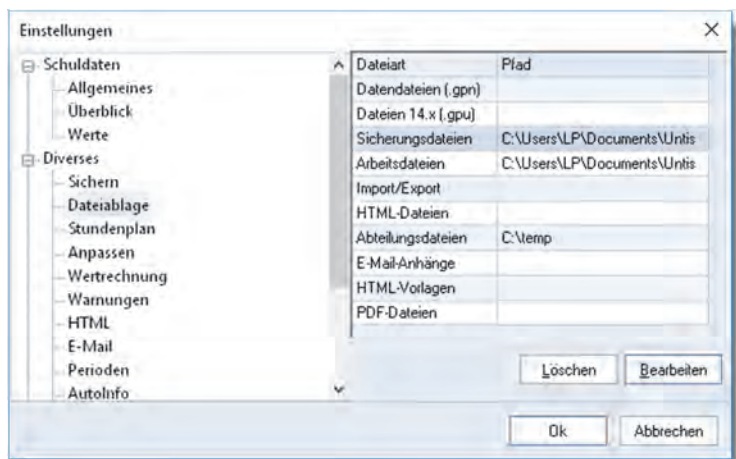 Einstellungen
Schuldaten
Allgemeines
Überblick
Werte
Diverses
Sichern
Dateiablage
Stundenplan
Anpassen
Wertrechnung
Warnungen
HTML
E-Mail
Perioden
AutoInfo
Dateiart Pfad
Datendateien (.gpn)
Dateien 14.x (.gpu)
Sicherungsdateien C:\Users\LP\Documents\Untis
Arbeitsdateien C:\Users\LP\Documents\Untis
Import/Export
HTML-Dateien
Abteilungsdateien C:\temp
E-Mail-Anhänge
HTML-Vorlagen
PDF-Dateien
Löschen Bearbeiten
Ok Abbrechen